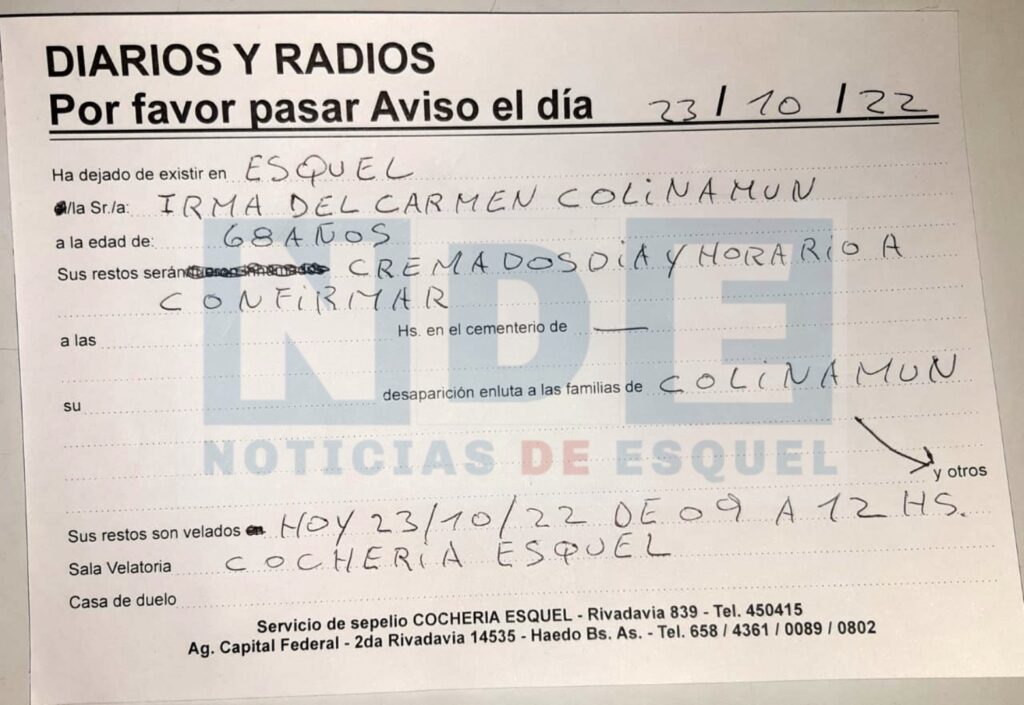 DIARIOS Y RADIOS
Por favor pasar Aviso el día 23/10/22
Ha dejado de existir en ESQUEL
/la Sr./a: IRMA DEL CARMEN COLINAMUN
a la edad de: 68 AÑOS
Sus restos serán CREMADOS DIA Y HORARIO A
CONFIRMAR
a las Hs. en el cementerio de —
su desaparición enluta a las familias de COLINAMUN
y otros
Sus restos son velados HOY 23/10/22 DE 09 A 12 HS.
Sala Velatoria COCHERIA ESQUEL
Casa de duelo
Servicio de sepelio COCHERIA ESQUEL - Rivadavia 839 - Tel. 450415
Ag. Capital Federal - 2da Rivadavia 14535 - Haedo Bs. As. - Tel. 658 / 4361 / 0089 / 0802
NDE
NOTICIAS DE ESQUEL